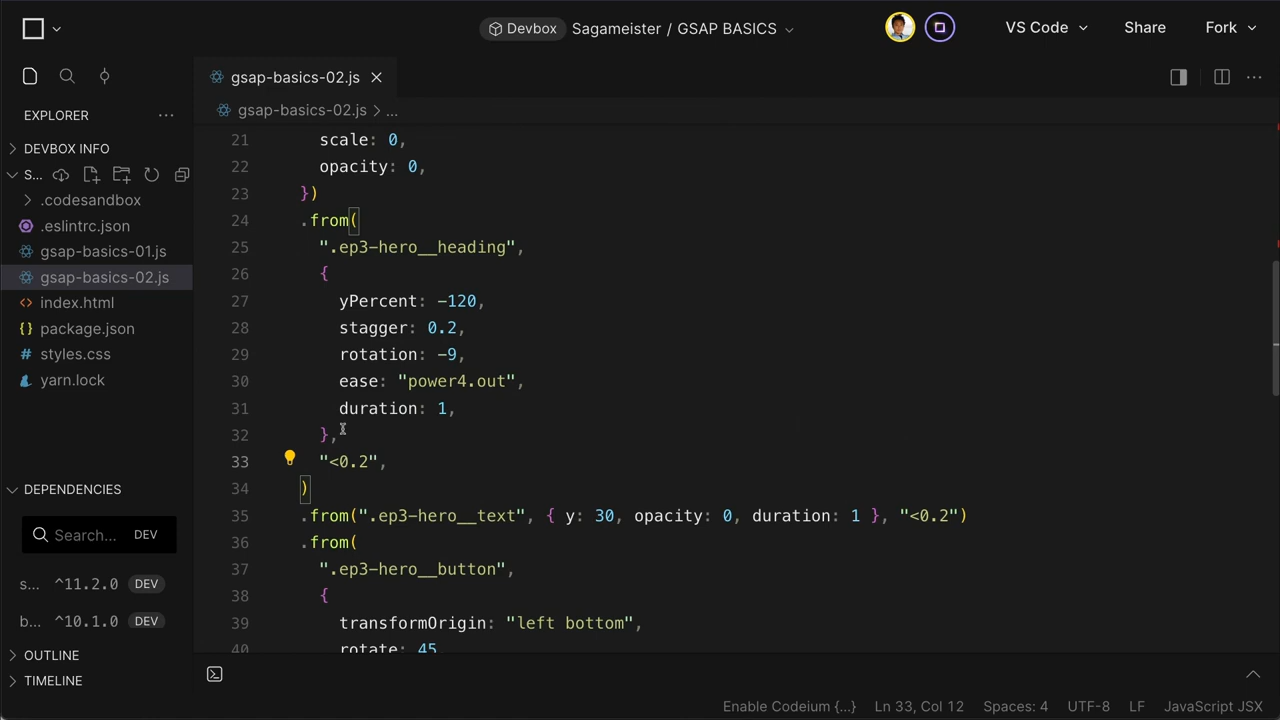 Devbox Sagameister / GSAP BASICS
VS Code Share Fork
gsap-basics-02.js
EXPLORER
gsap-basics-02.js > ...
DEVBOX INFO
S...
.codesandbox
.eslintrc.json
gsap-basics-01.js
gsap-basics-02.js
index.html
package.json
styles.css
yarn.lock
DEPENDENCIES
Search... DEV
s... ^11.2.0 DEV
b... ^10.1.0 DEV
OUTLINE
TIMELINE
21 scale: 0,
22 opacity: 0,
23 })
24 .from(
25 ".ep3-hero__heading",
26 {
27 yPercent: -120,
28 stagger: 0.2,
29 rotation: -9,
30 ease: "power4.out",
31 duration: 1,
32 },
33 "<0.2",
34 )
35 .from(".ep3-hero__text", { y: 30, opacity: 0, duration: 1 }, "<0.2")
36 .from(
37 ".ep3-hero__button",
38 {
39 transformOrigin: "left bottom",
40 rotate: 45
Enable Codeium {...} Ln 33, Col 12 Spaces: 4 UTF-8 LF JavaScript JSX